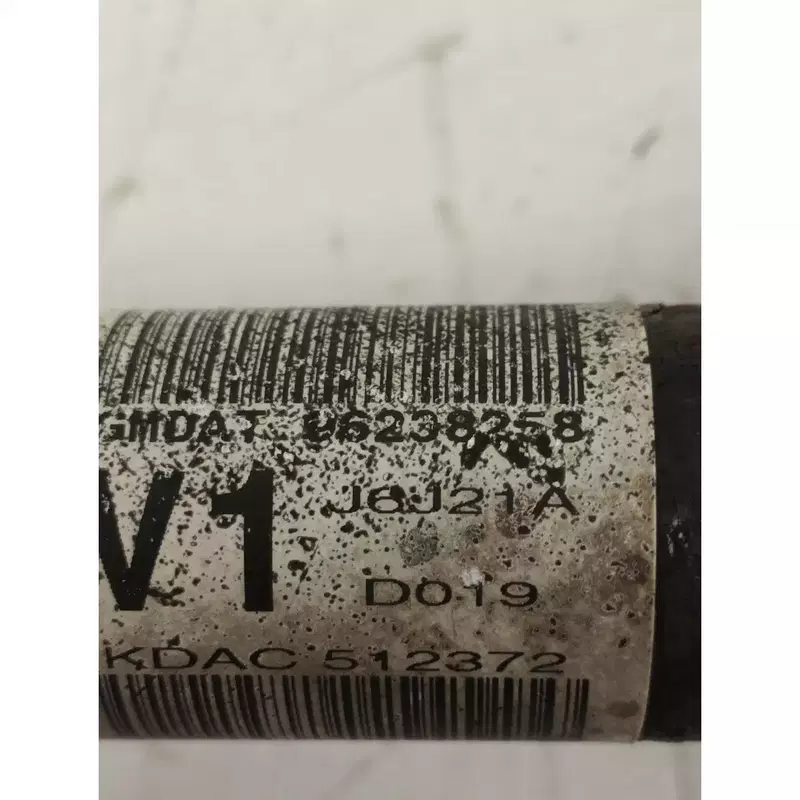 GMDAT 96238258
V1
J6J21A
D019
KDAC 512372